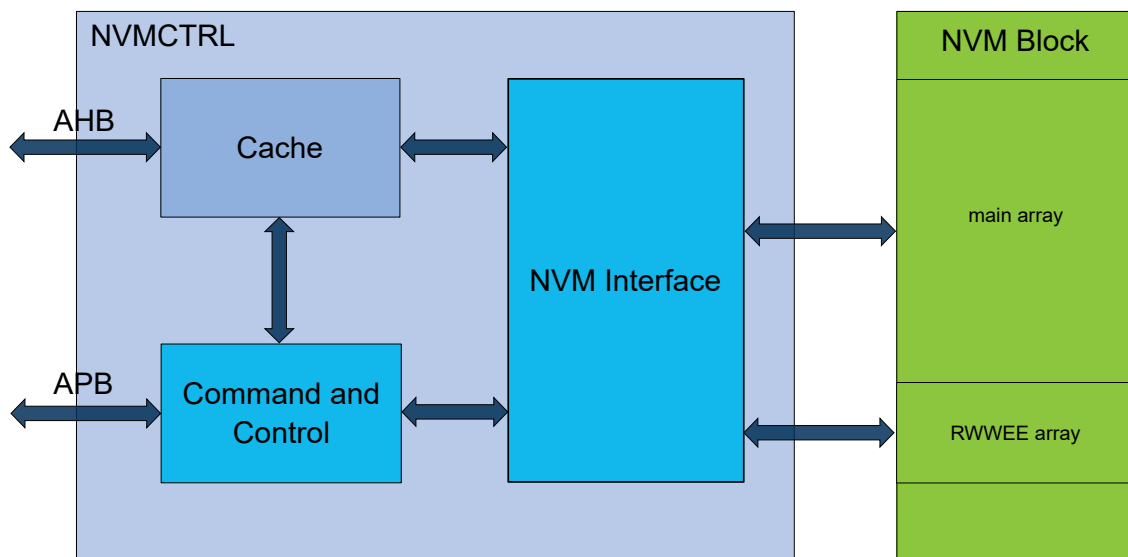 NVMCTRL
NVM Block
AHB
Cache
main array
NVM Interface
APB
Command and
Control
RWWEE array